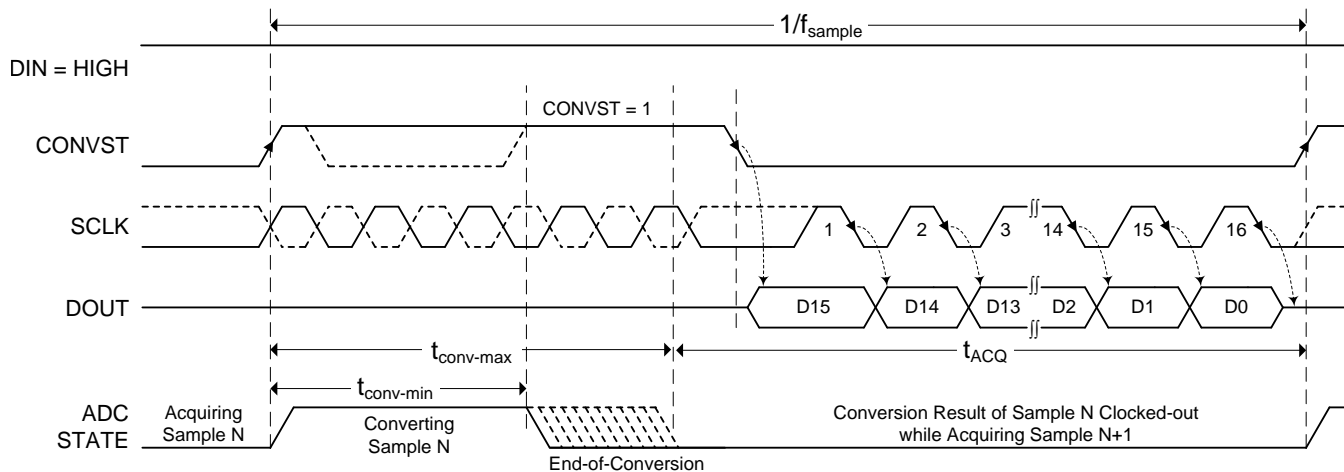 1/fsample
DIN = HIGH
CONVST = 1
CONVST
SCLK
1 2 3 ∫∫ 14 15 16
DOUT
D15 D14 D13 ∫∫ D2 D1 D0
∫∫
tconv-max
tACQ
tconv-min
ADC
STATE
Acquiring
Sample N
Converting
Sample N
End-of-Conversion
Conversion Result of Sample N Clocked-out
while Acquiring Sample N+1